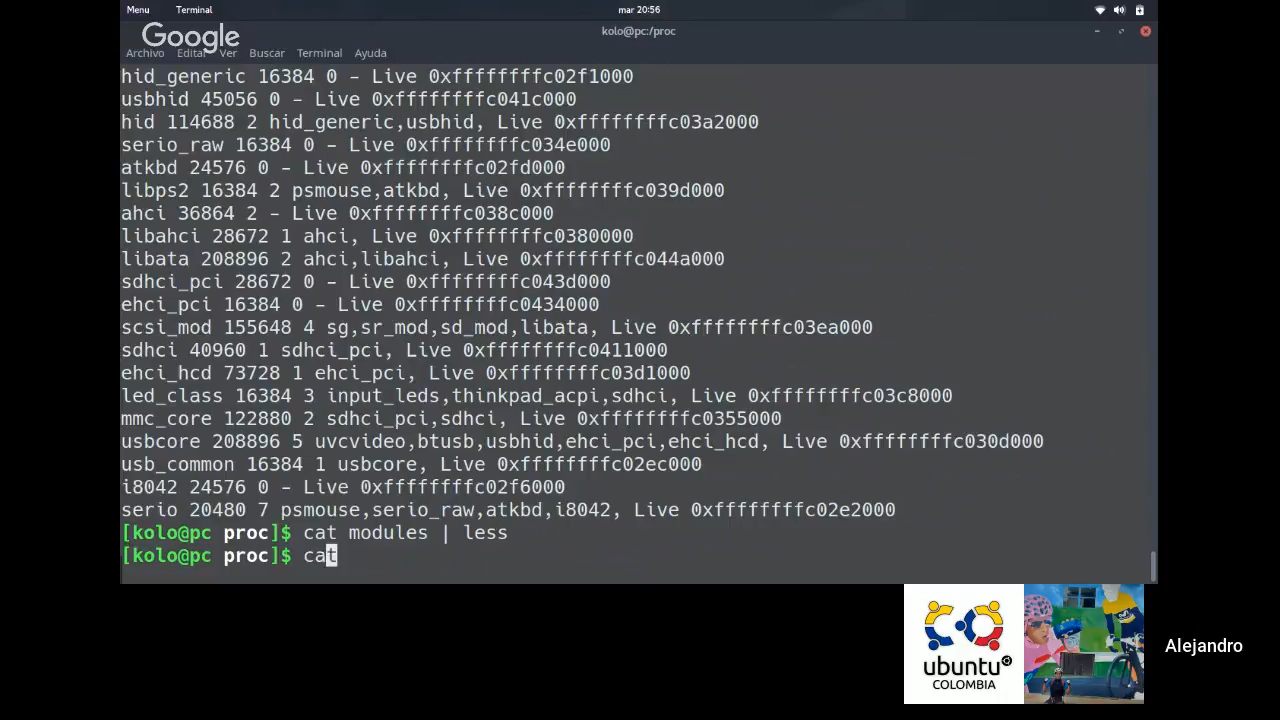 Menu Terminal mar 20:56
Google
kolo@pc:/proc
Archivo Editar Ver Buscar Terminal Ayuda
hid_generic 16384 0 - Live 0xffffffffc02f1000
usbhid 45056 0 - Live 0xffffffffc041c000
hid 114688 2 hid_generic,usbhid, Live 0xffffffffc03a2000
serio_raw 16384 0 - Live 0xffffffffc034e000
atkbd 24576 0 - Live 0xffffffffc02fd000
libps2 16384 2 psmouse,atkbd, Live 0xffffffffc039d000
ahci 36864 2 - Live 0xffffffffc038c000
libahci 28672 1 ahci, Live 0xffffffffc0380000
libata 208896 2 ahci,libahci, Live 0xffffffffc044a000
sdhci_pci 28672 0 - Live 0xffffffffc043d000
ehci_pci 16384 0 - Live 0xffffffffc0434000
scsi_mod 155648 4 sg,sr_mod,sd_mod,libata, Live 0xffffffffc03ea000
sdhci 40960 1 sdhci_pci, Live 0xffffffffc0411000
ehci_hcd 73728 1 ehci_pci, Live 0xffffffffc03d1000
led_class 16384 3 input_leds,thinkpad_acpi,sdhci, Live 0xffffffffc03c8000
mmc_core 122880 2 sdhci_pci,sdhci, Live 0xffffffffc0355000
usbcore 208896 5 uvcvideo,btusb,usbhid,ehci_pci,ehci_hcd, Live 0xffffffffc030d000
usb_common 16384 1 usbcore, Live 0xffffffffc02ec000
i8042 24576 0 - Live 0xffffffffc02f6000
serio 20480 7 psmouse,serio_raw,atkbd,i8042, Live 0xffffffffc02e2000
[kolo@pc proc]$ cat modules | less
[kolo@pc proc]$ cat
ubuntu
COLOMBIA
Alejandro